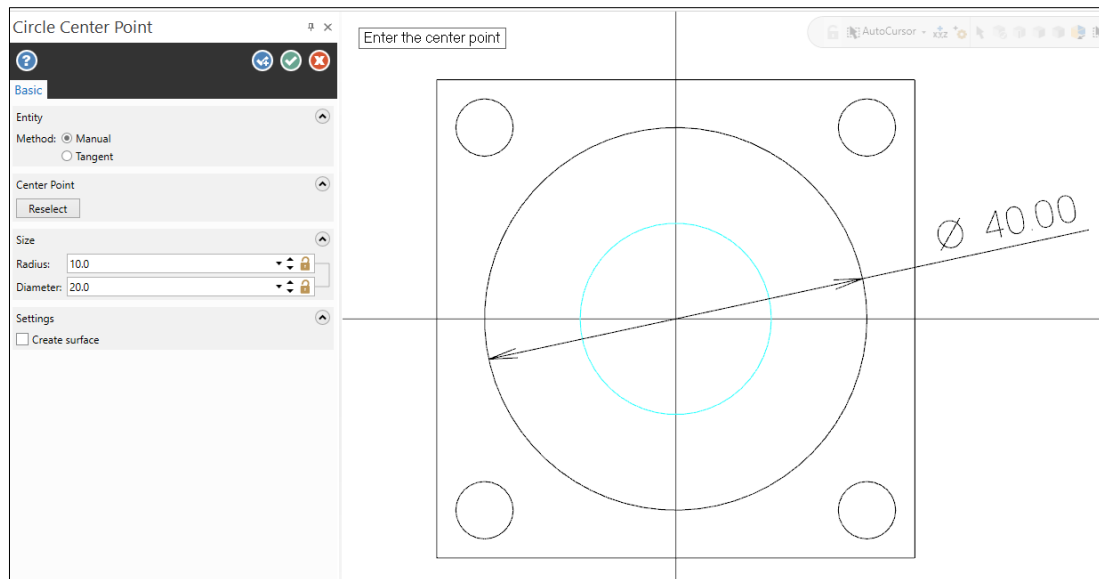 Circle Center Point
Enter the center point
AutoCursor
Basic
Entity
Method: Manual
Tangent
Center Point
Reselect
Size
Radius: 10.0
Diameter: 20.0
Settings
Create surface
Ø 40.00